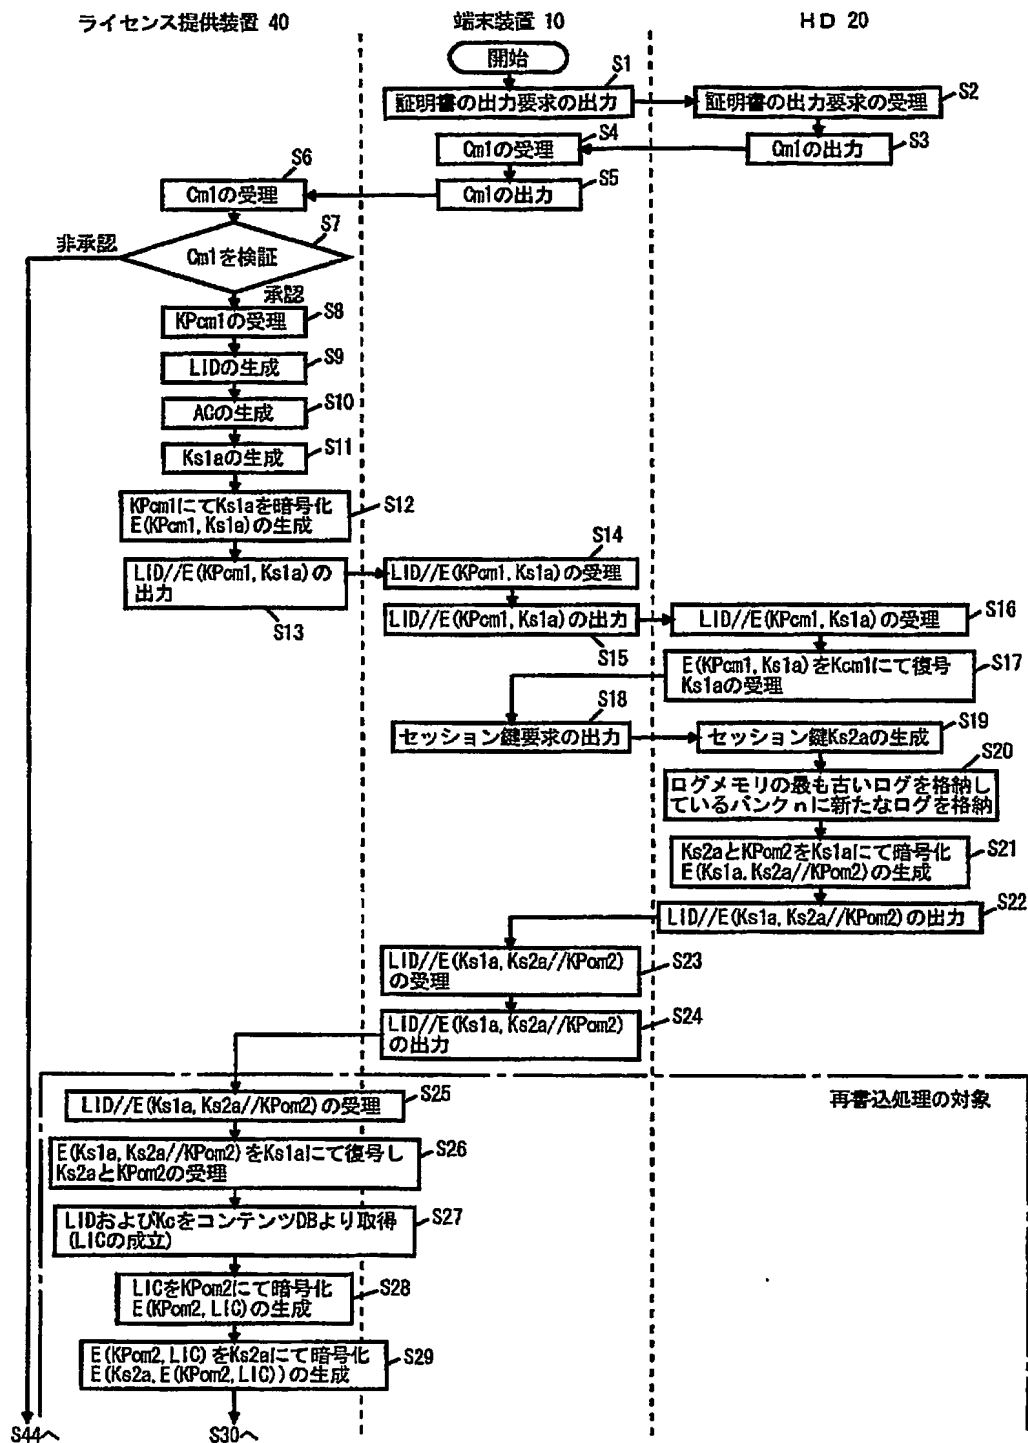 ライセンス提供装置 40
端末装置 10
HD 20
開始
S1
証明書の出力要求の出力
S2
証明書の出力要求の受理
S4
Cm1の受理
S3
Cm1の出力
S6
Cm1の受理
S5
Cm1の出力
S7
Cm1を検証
非承認
承認
S8
KPcm1の受理
S9
LIDの生成
S10
ACの生成
S11
Ks1aの生成
S12
KPcm1にてKs1aを暗号化
E(KPcm1, Ks1a)の生成
LID//E(KPcm1, Ks1a)の
出力
S13
S14
LID//E(KPcm1, Ks1a)の受理
LID//E(KPcm1, Ks1a)の出力
S15
S16
LID//E(KPcm1, Ks1a)の受理
S17
E(KPcm1, Ks1a)をKcm1にて復号
Ks1aの受理
S18
セッション鍵要求の出力
S19
セッション鍵Ks2aの生成
S20
ログメモリの最も古いログを格納し
ているバンクnに新たなログを格納
Ks2aとKPom2をKs1aにて暗号化
E(Ks1a, Ks2a//KPom2)の生成
S21
LID//E(Ks1a, Ks2a//KPom2)の出力
S22
LID//E(Ks1a, Ks2a//KPom2)
の受理
S23
LID//E(Ks1a, Ks2a//KPom2)
の出力
S24
再書込処理の対象
LID//E(Ks1a, Ks2a//KPom2)の受理
S25
E(Ks1a, Ks2a//KPom2)をKs1aにて復号し
Ks2aとKPom2の受理
S26
LIDおよびKcをコンテンツDBより取得
(LICの成立)
S27
LICをKPom2にて暗号化
E(KPom2, LIC)の生成
S28
E(KPom2, LIC)をKs2aにて暗号化
E(Ks2a, E(KPom2, LIC))の生成
S29
S44へ
S30へ